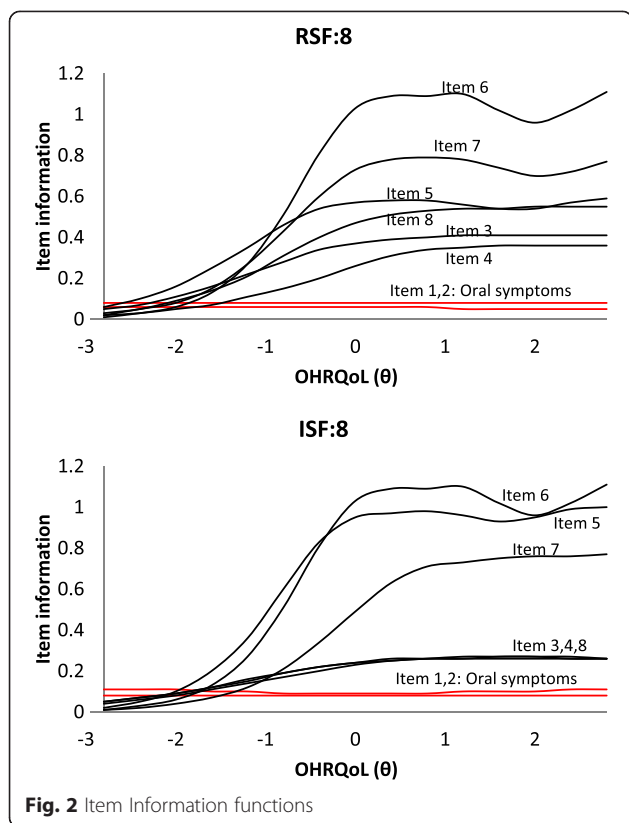 RSF:8
1.2
1
0.8
0.6
0.4
0.2
0
Item information
Item 6
Item 7
Item 5
Item 8
Item 3
Item 4
Item 1,2: Oral symptoms
-3 -2 -1 0 1 2
OHRQoL (θ)
ISF:8
1.2
1
0.8
0.6
0.4
0.2
0
Item information
Item 6
Item 5
Item 7
Item 3,4,8
Item 1,2: Oral symptoms
-3 -2 -1 0 1 2
OHRQoL (θ)
Fig. 2 Item Information functions